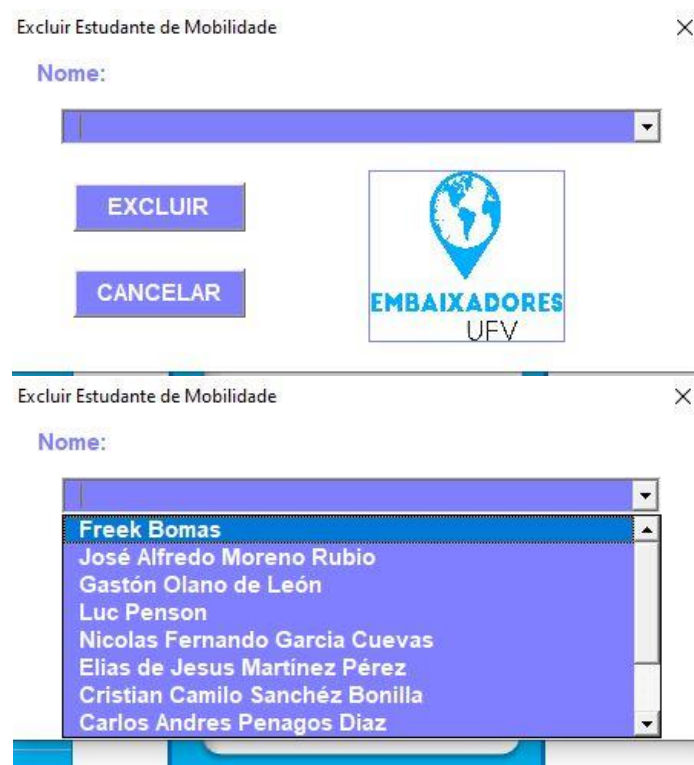 Excluir Estudante de Mobilidade
Nome:
EXCLUIR
CANCELAR
EMBAIXADORES
UFV
Excluir Estudante de Mobilidade
Nome:
Freek Bomas
José Alfredo Moreno Rubio
Gastón Olano de León
Luc Penson
Nicolas Fernando Garcia Cuevas
Elias de Jesus Martínez Pérez
Cristian Camilo Sanchéz Bonilla
Carlos Andres Penagos Diaz